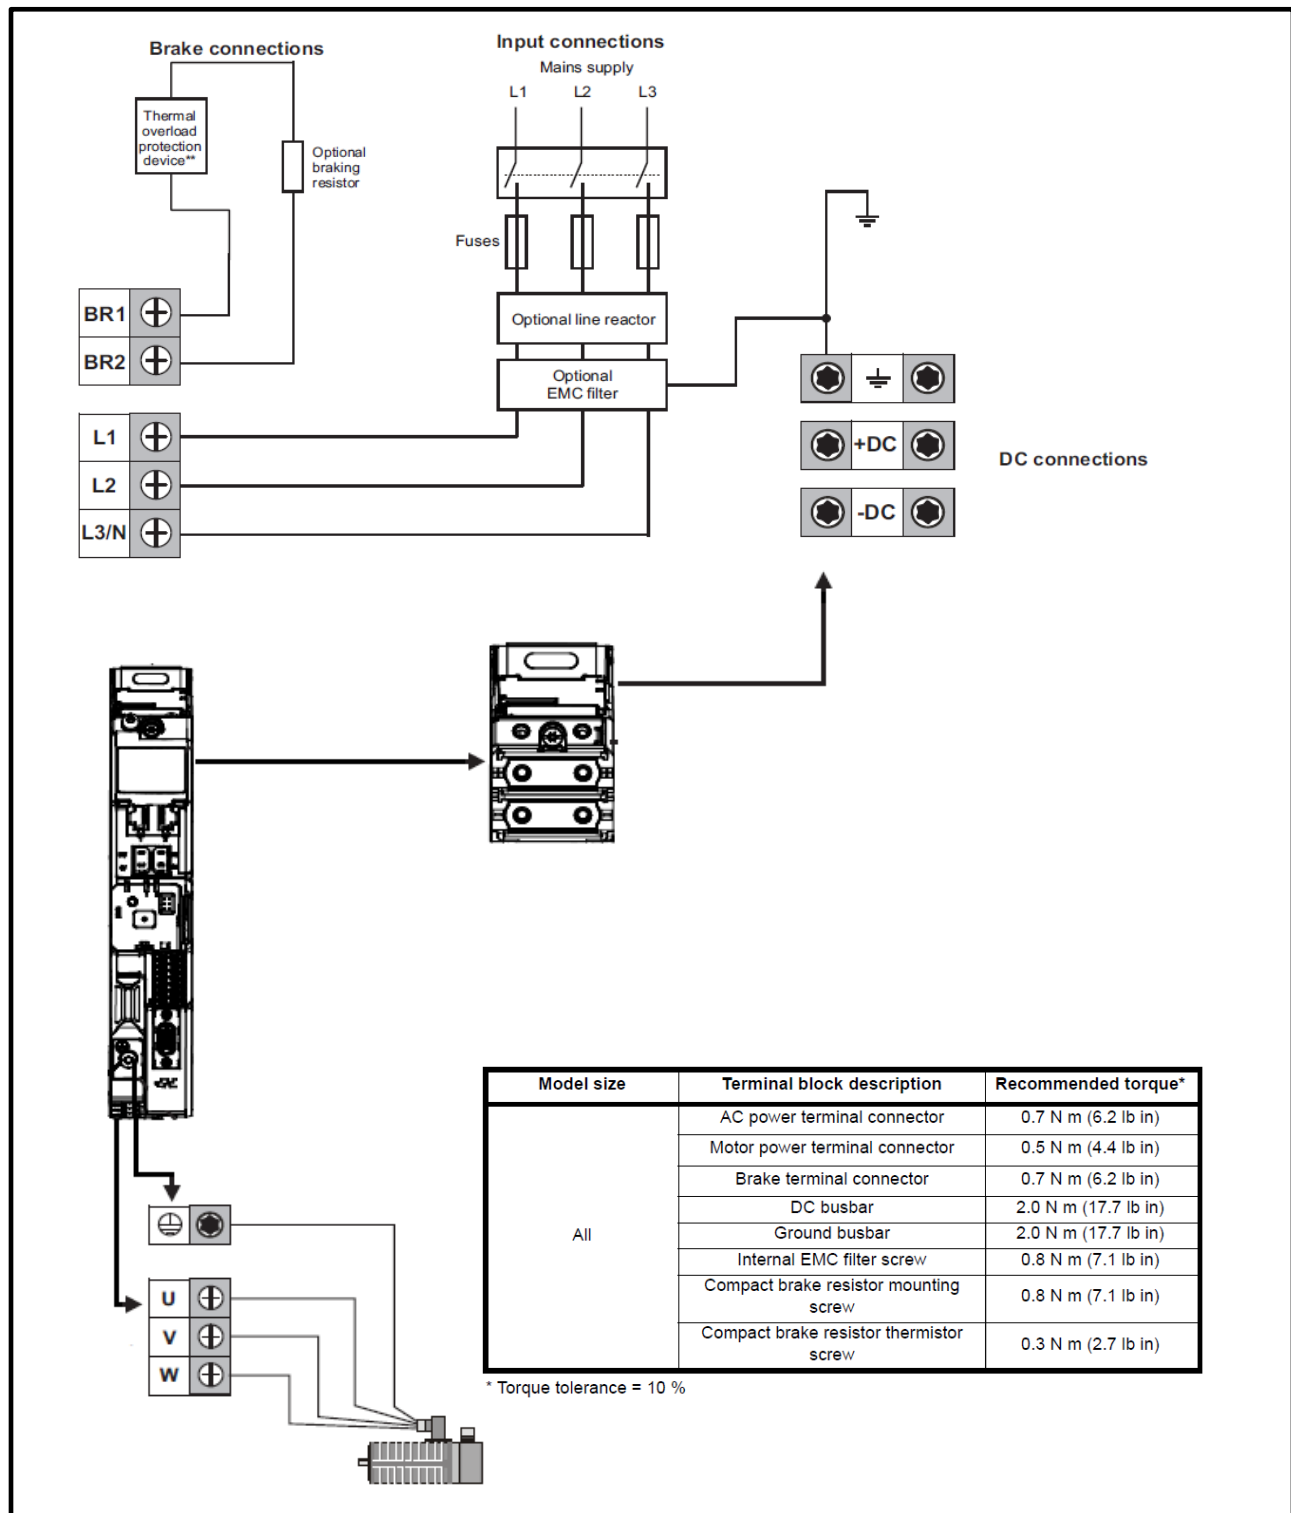 Brake connections
Input connections
Mains supply
L1 L2 L3
Thermal
overload
protection
device**
Optional
braking
resistor
Fuses
BR1
BR2
Optional line reactor
Optional
EMC filter
L1
L2
L3/N
+DC
-DC
DC connections
U
V
W
Model size Terminal block description Recommended torque*
All
AC power terminal connector 0.7 N m (6.2 lb in)
Motor power terminal connector 0.5 N m (4.4 lb in)
Brake terminal connector 0.7 N m (6.2 lb in)
DC busbar 2.0 N m (17.7 lb in)
Ground busbar 2.0 N m (17.7 lb in)
Internal EMC filter screw 0.8 N m (7.1 lb in)
Compact brake resistor mounting
screw
0.8 N m (7.1 lb in)
Compact brake resistor thermistor
screw
0.3 N m (2.7 lb in)
* Torque tolerance = 10 %